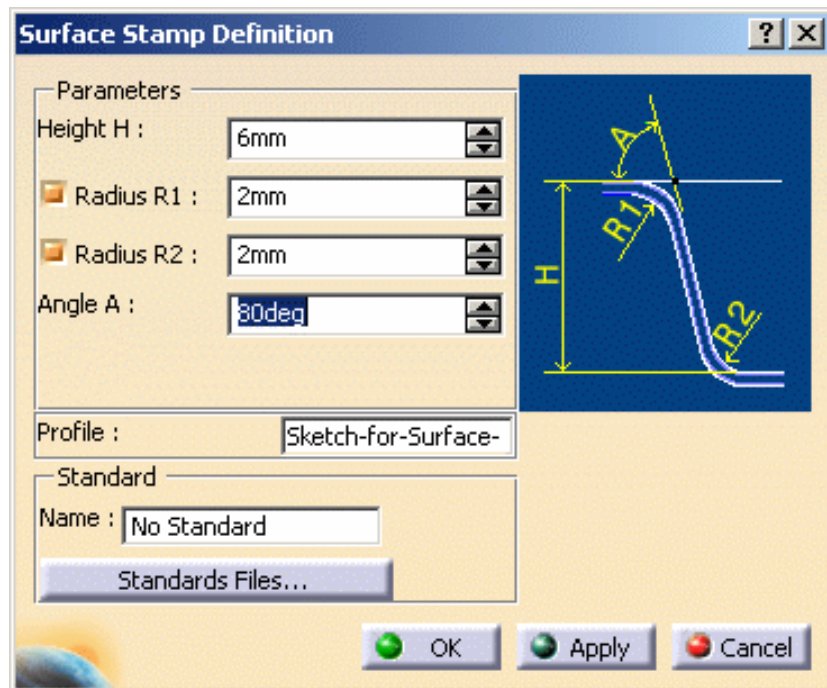 Surface Stamp Definition
Parameters
Height H :
6mm
Radius R1 :
2mm
Radius R2 :
2mm
Angle A :
80deg
A
R1
H
R2
Profile :
Sketch-for-Surface-
Standard
Name :
No Standard
Standards Files...
OK
Apply
Cancel